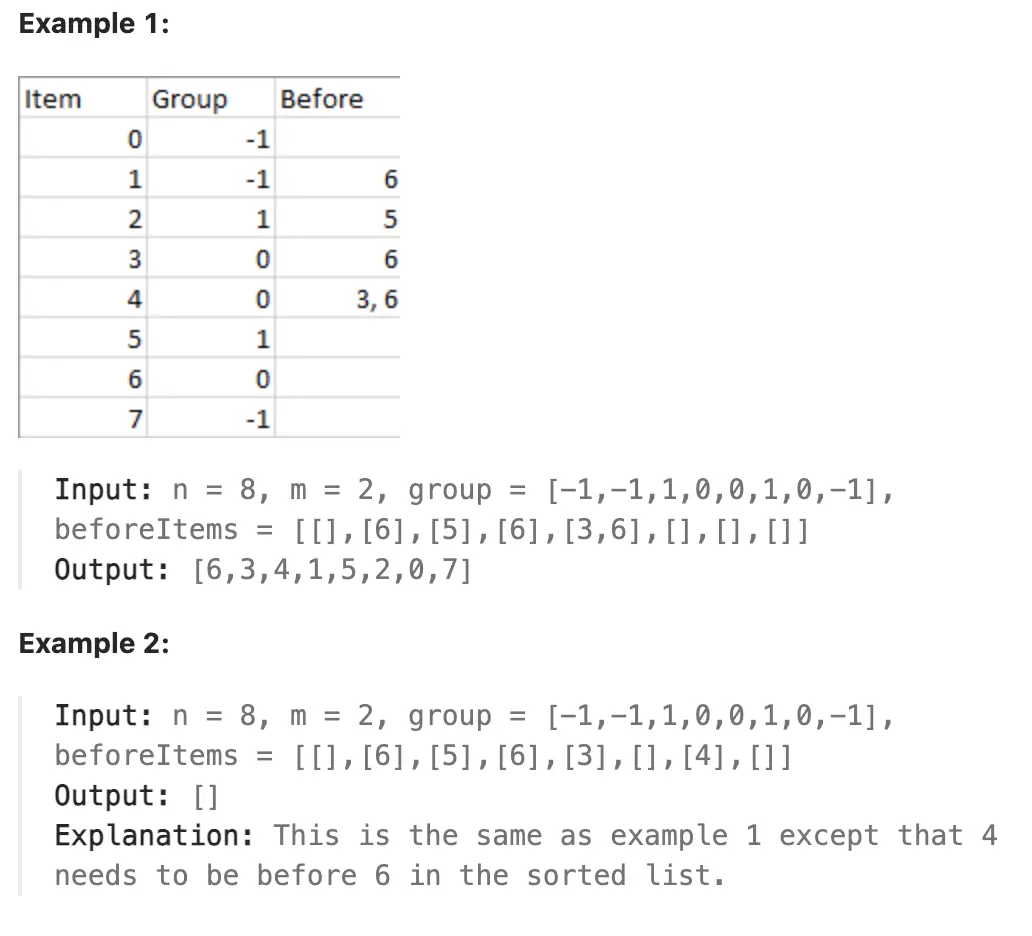 Example 1:
Item Group Before
0 -1
1 -1 6
2 1 5
3 0 6
4 0 3, 6
5 1
6 0
7 -1
Input: n = 8, m = 2, group = [-1,-1,1,0,0,1,0,-1],
beforeItems = [[],[6],[5],[6],[3,6],[],[],[]]
Output: [6,3,4,1,5,2,0,7]
Example 2:
Input: n = 8, m = 2, group = [-1,-1,1,0,0,1,0,-1],
beforeItems = [[],[6],[5],[6],[3],[],[4],[]]
Output: []
Explanation: This is the same as example 1 except that 4
needs to be before 6 in the sorted list.